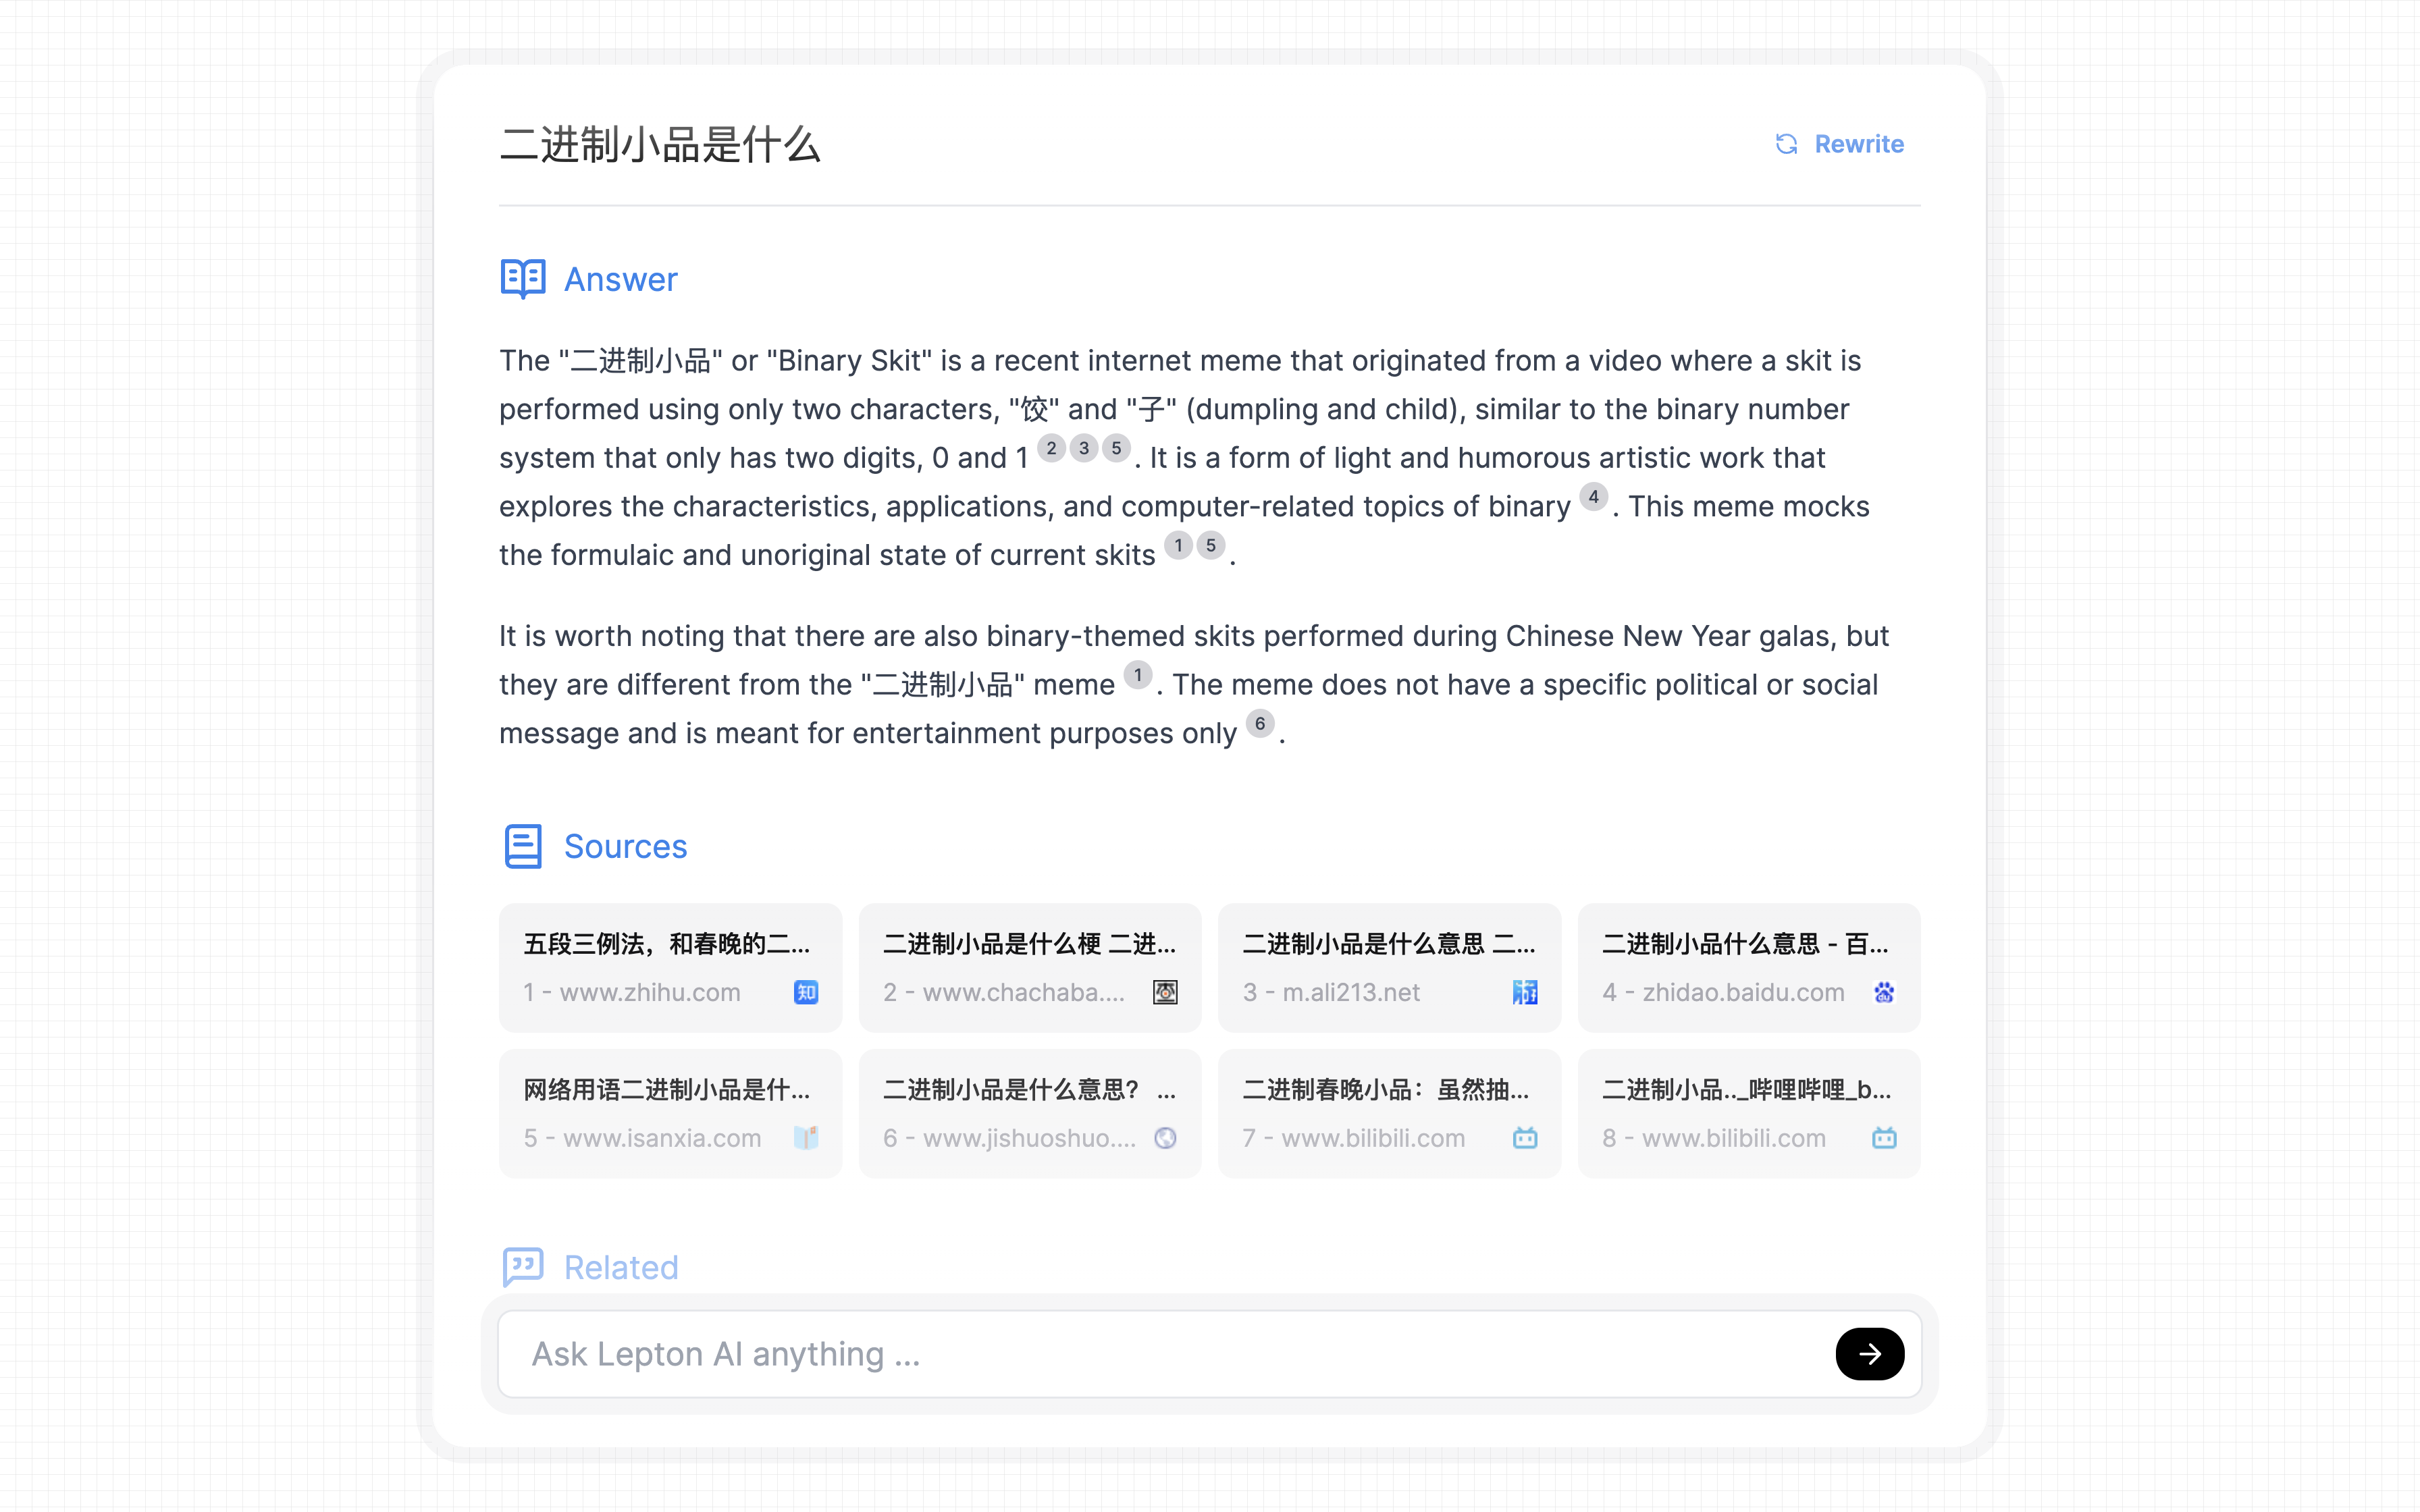 二进制小品是什么
Rewrite
Answer
The "二进制小品" or "Binary Skit" is a recent internet meme that originated from a video where a skit is
performed using only two characters, "饺" and "子" (dumpling and child), similar to the binary number
system that only has two digits, 0 and 1 2 3 5 . It is a form of light and humorous artistic work that
explores the characteristics, applications, and computer-related topics of binary 4 . This meme mocks
the formulaic and unoriginal state of current skits 1 5 .
It is worth noting that there are also binary-themed skits performed during Chinese New Year galas, but
they are different from the "二进制小品" meme 1 . The meme does not have a specific political or social
message and is meant for entertainment purposes only 6 .
Sources
五段三例法，和春晚的二...
1 - www.zhihu.com 知
二进制小品是什么梗 二进...
2 - www.chachaba....
二进制小品是什么意思 二...
3 - m.ali213.net 游
二进制小品什么意思 - 百...
4 - zhidao.baidu.com du
网络用语二进制小品是什...
5 - www.isanxia.com
二进制小品是什么意思？ ...
6 - www.jishuoshuo....
二进制春晚小品：虽然抽...
7 - www.bilibili.com
二进制小品.._哔哩哔哩_b...
8 - www.bilibili.com
Related
Ask Lepton AI anything ...